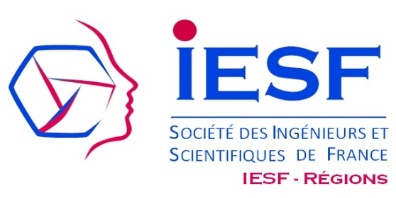 iESF
Société des Ingénieurs et
Scientifiques de France
IESF - Régions